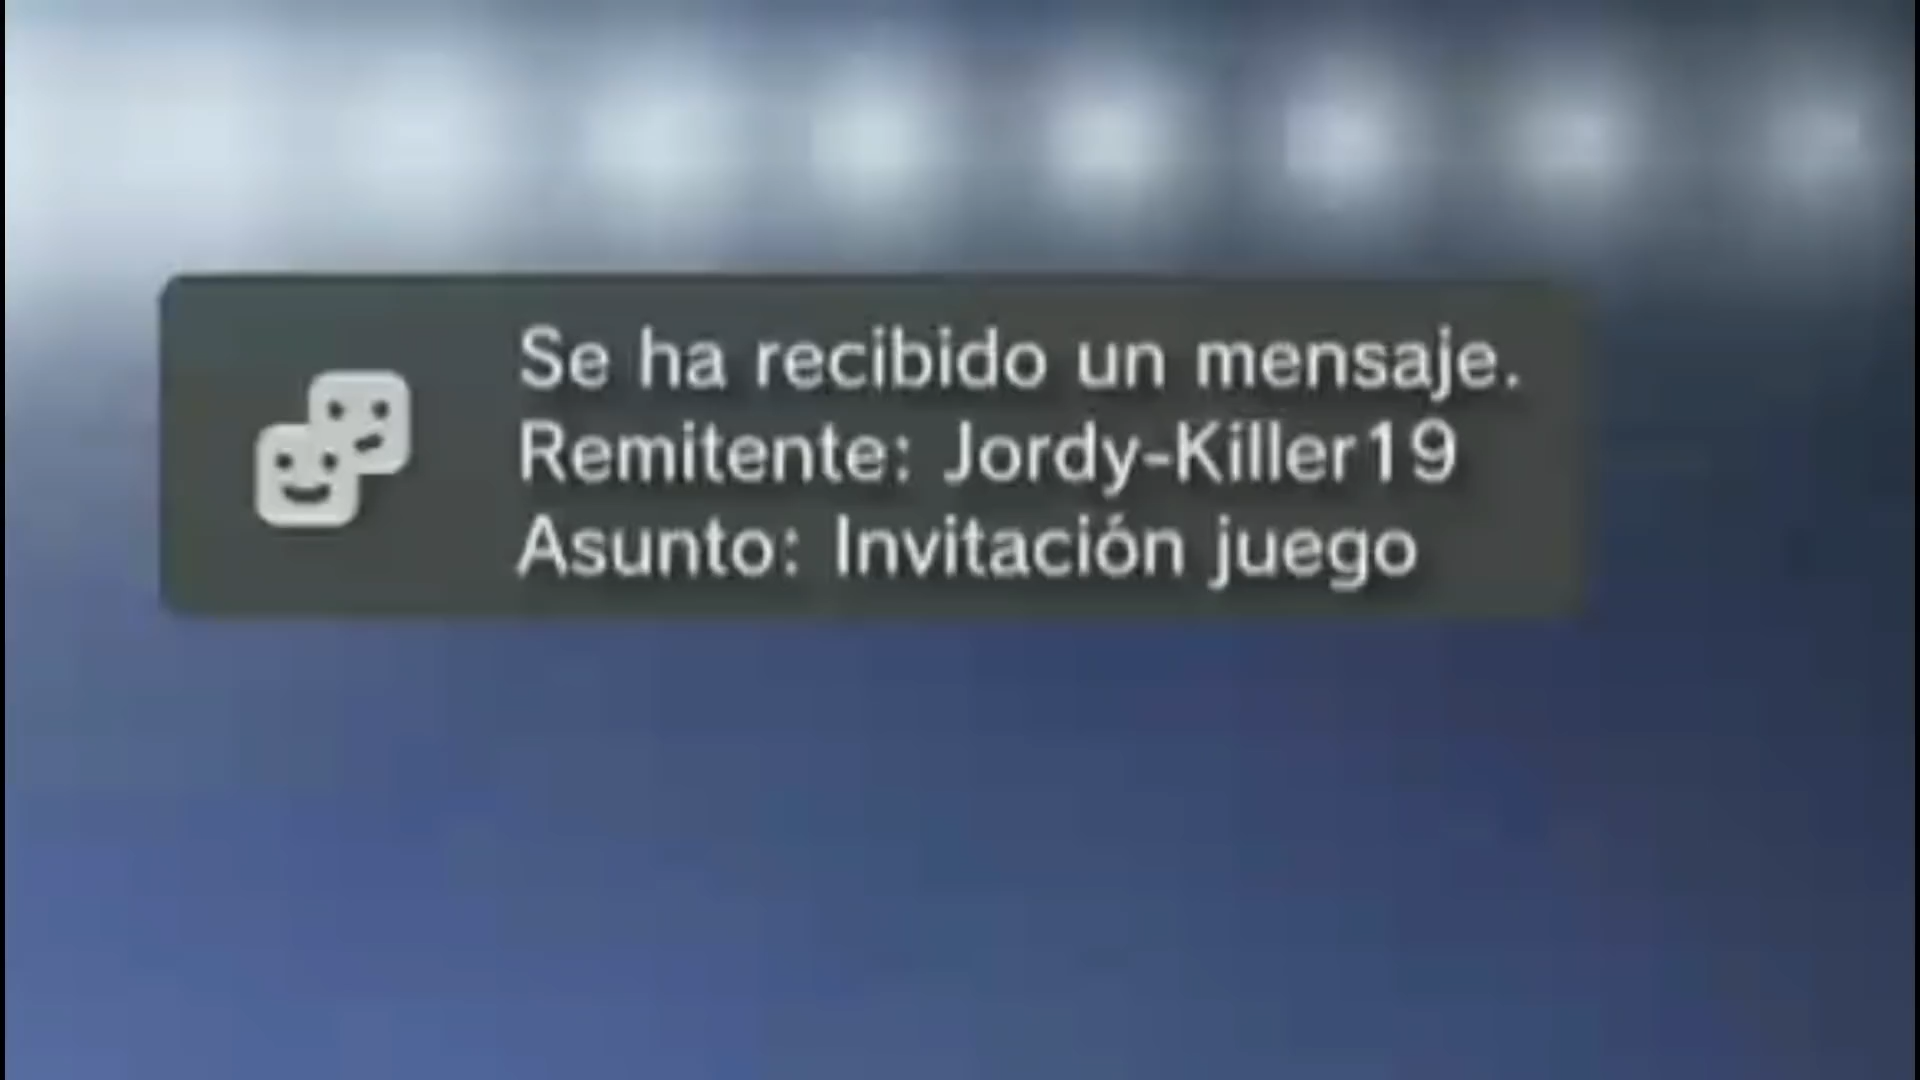 Se ha recibido un mensaje.
Remitente: Jordy-Killer19
Asunto: Invitación juego